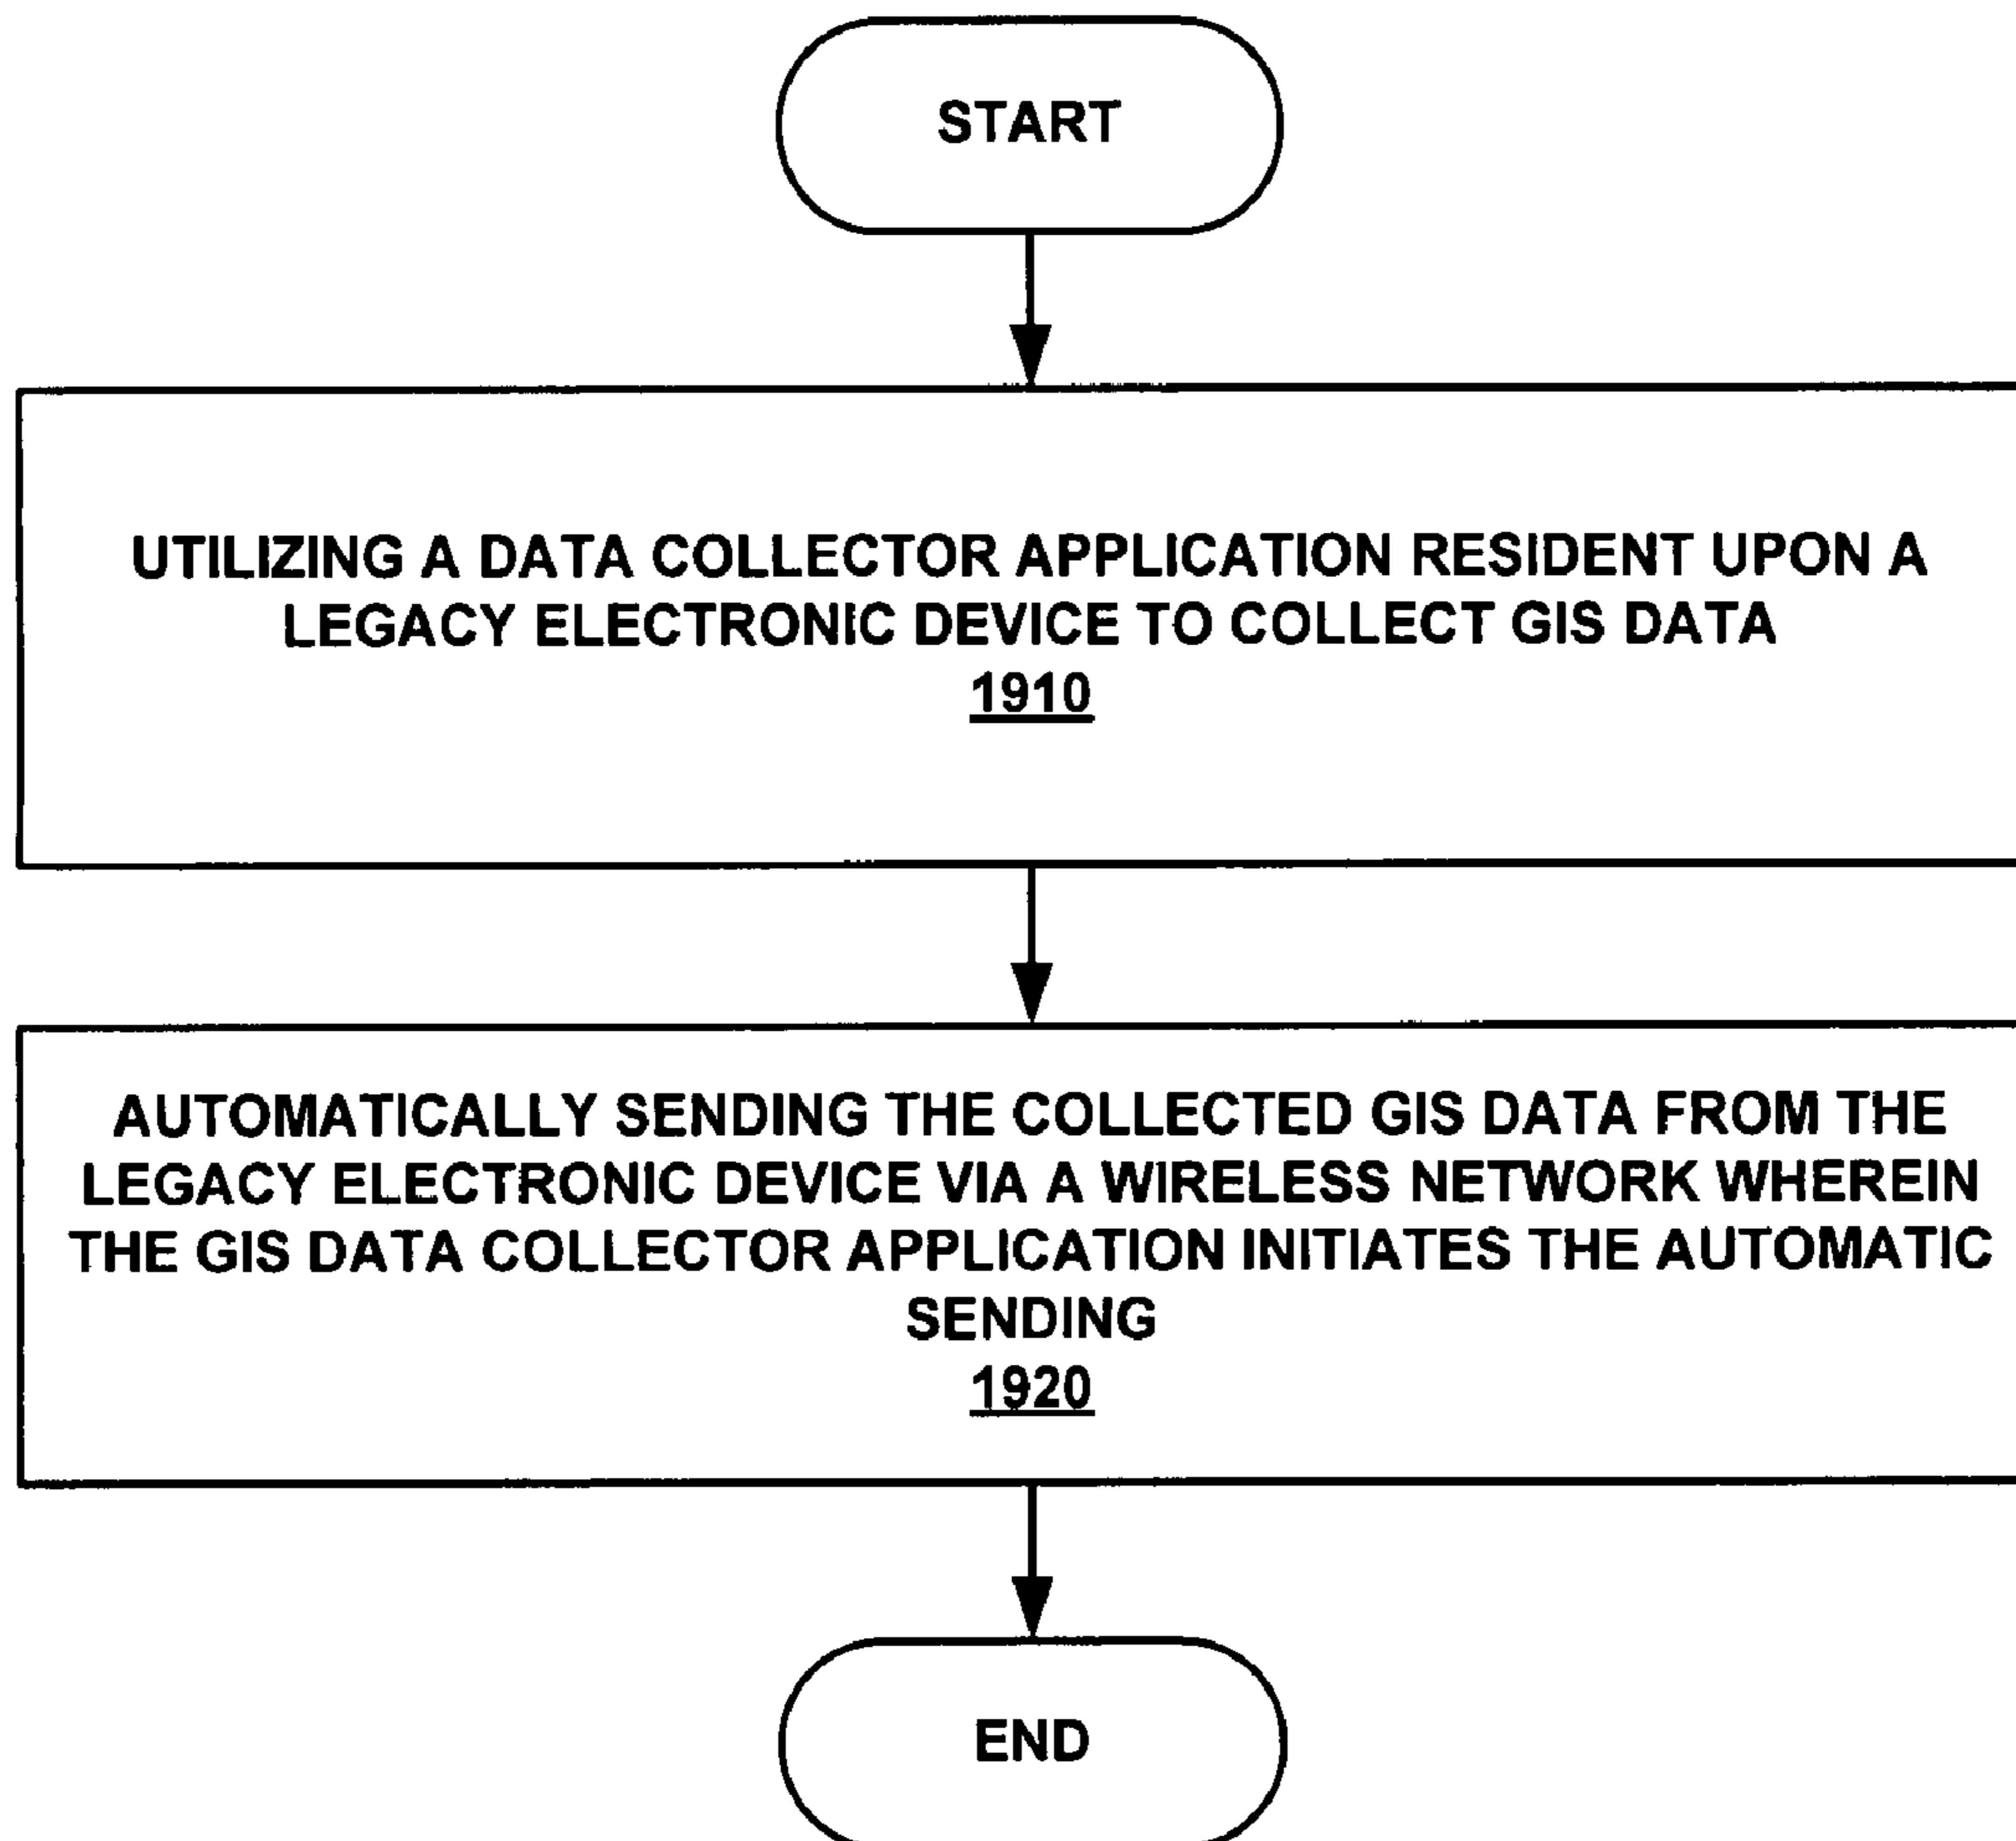 START
UTILIZING A DATA COLLECTOR APPLICATION RESIDENT UPON A
LEGACY ELECTRONIC DEVICE TO COLLECT GIS DATA
1910
AUTOMATICALLY SENDING THE COLLECTED GIS DATA FROM THE
LEGACY ELECTRONIC DEVICE VIA A WIRELESS NETWORK WHEREIN
THE GIS DATA COLLECTOR APPLICATION INITIATES THE AUTOMATIC
SENDING
1920
END